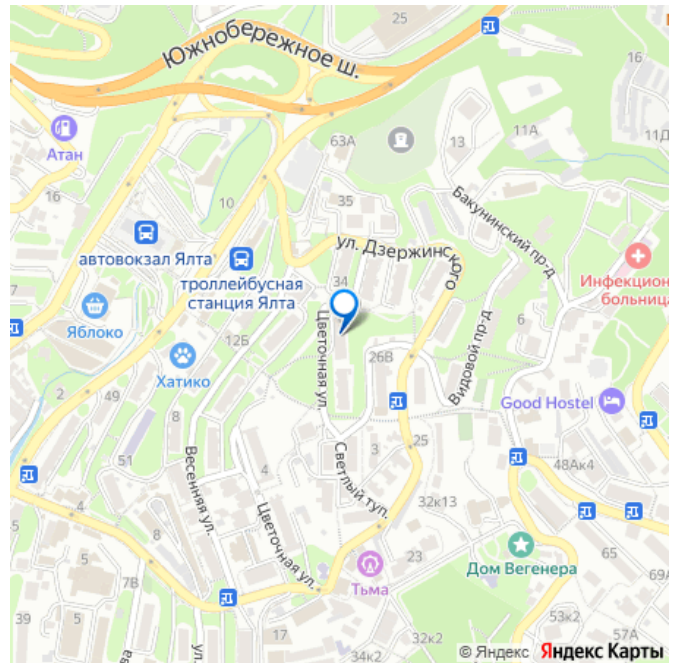 25
Южнобережное ш.
16
Атан
63А
13
11А
11Д
16
10
35
Бакунинский пр-д
автовокзал Ялта
ул. Дзержинского
троллейбусная
станция Ялта
34
Инфекцион
больница
7
Яблоко
Цветочная ул.
12Б
26В
Видовой пр-д
6
Хатико
2
Good Hostel
8
51
4
3
25
48Ак4
Весенняя ул.
Светлый туп.
32к13
5
8
Цветочная ул.
23
Дом Вегенера
65
69А
7В
Тьма
39
5
17
34к2
32к2
53к2
57А
ул.
© Яндекс Яндекс Карты